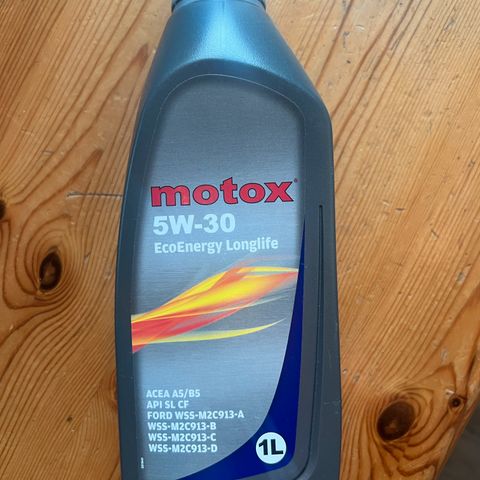 motox
5W-30
EcoEnergy Longlife
ACEA A5/B5
API SL CF
FORD WSS-M2C913-A
WSS-M2C913-B
WSS-M2C913-C
WSS-M2C913-D
1L